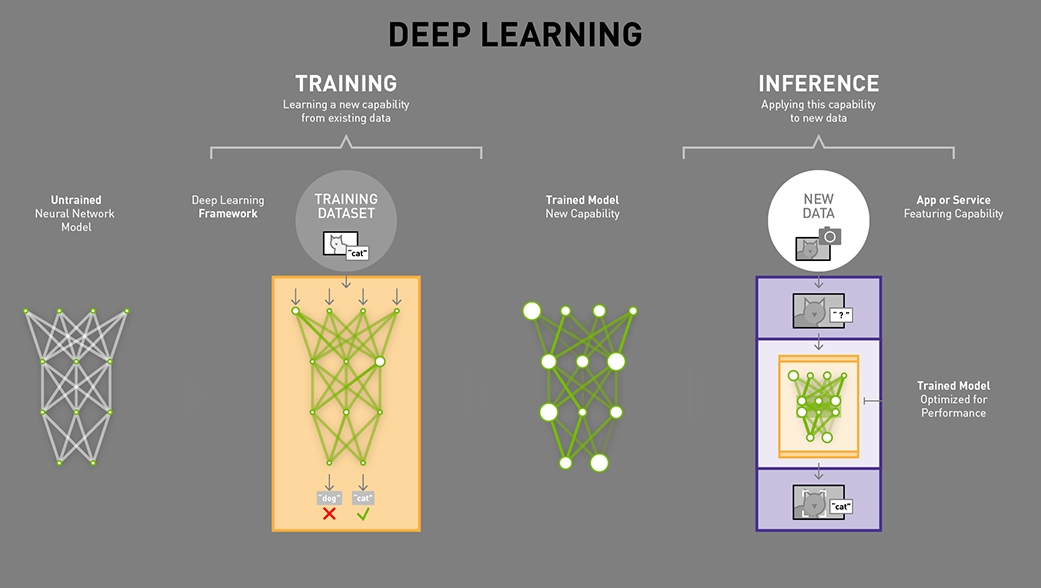 DEEP LEARNING
TRAINING
Learning a new capability
from existing data
INFERENCE
Applying this capability
to new data
Untrained
Neural Network
Model
Deep Learning
Framework
TRAINING
DATASET
"cat"
"dog"
"cat"
Trained Model
New Capability
NEW
DATA
App or Service
Featuring Capability
"?"
Trained Model
Optimized for
Performance
"cat"